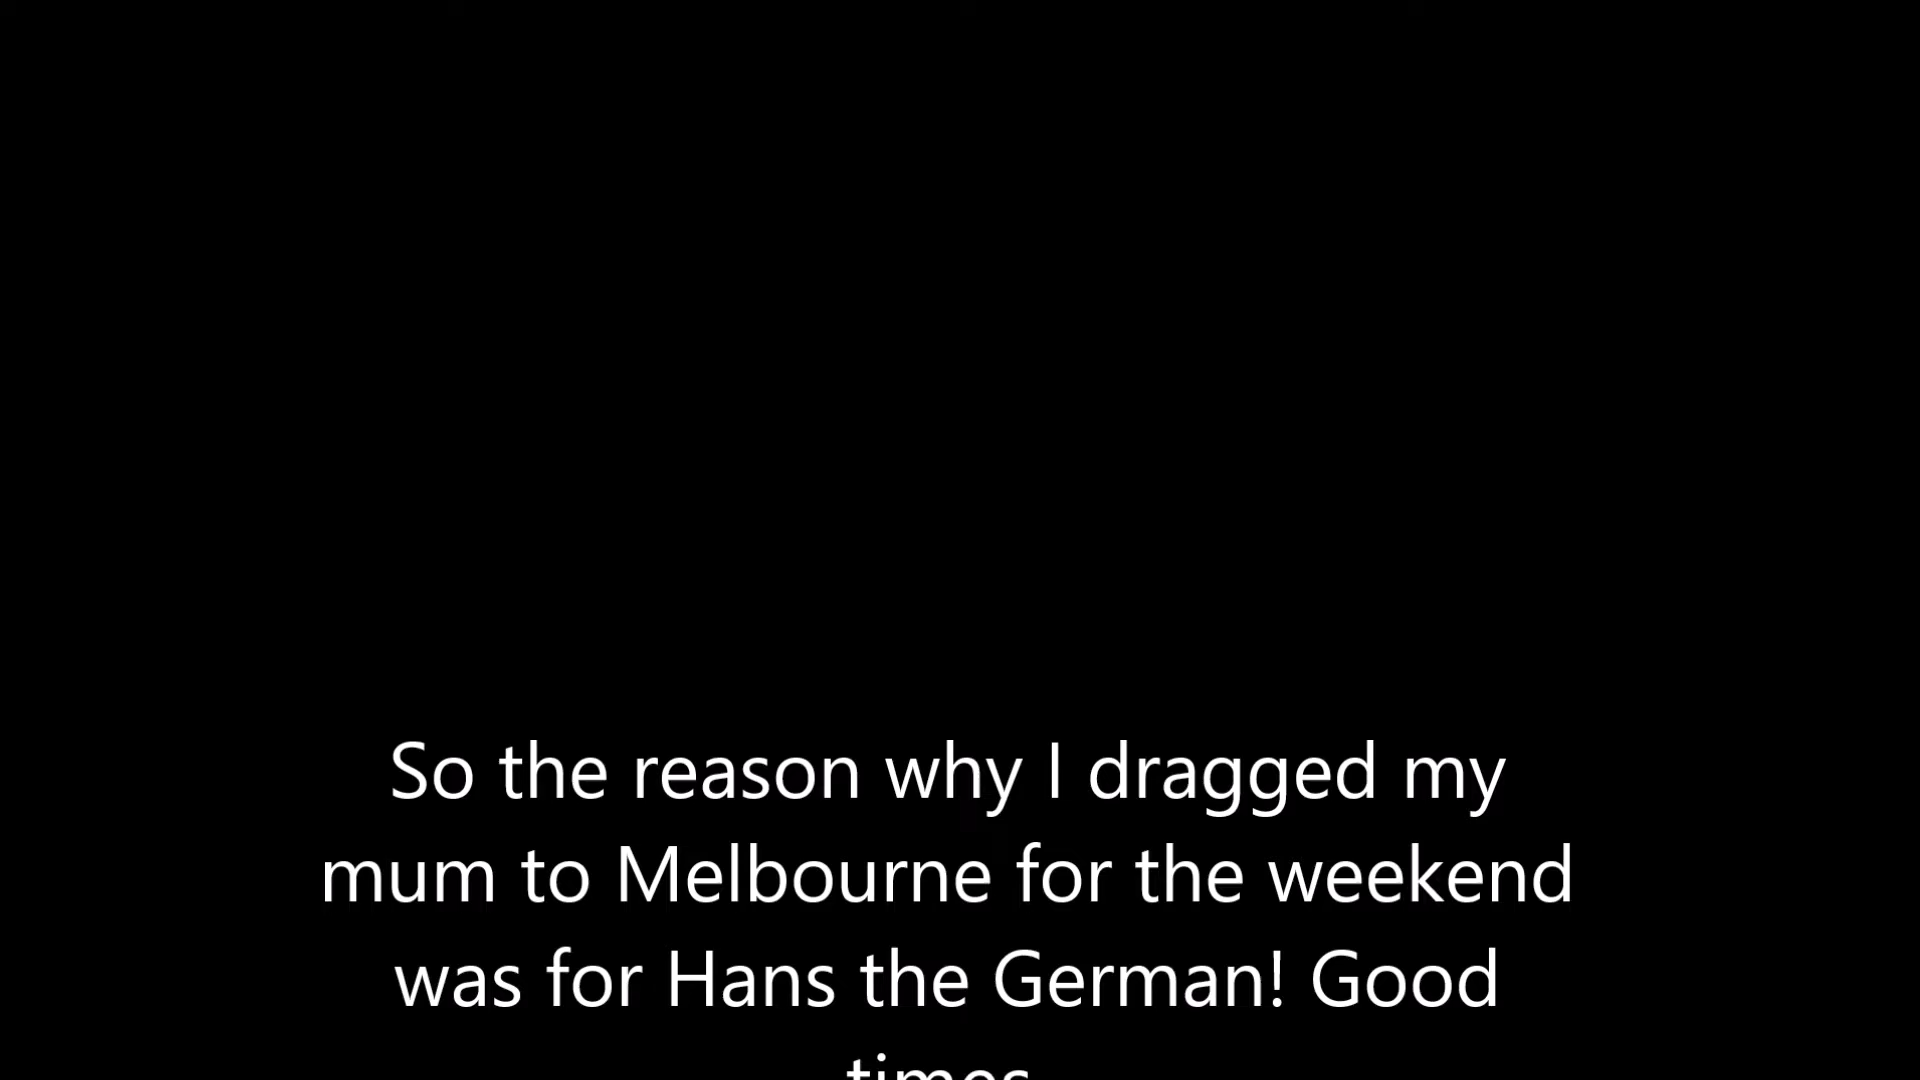 So the reason why I dragged my
mum to Melbourne for the weekend
was for Hans the German! Good
times